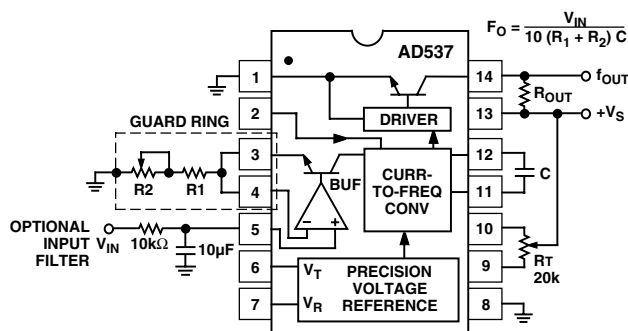 AD537
F_O = V_IN / 10 (R_1 + R_2) C
1
14
f_OUT
R_OUT
2
DRIVER
13
+V_S
GUARD RING
3
R2
R1
4
BUF
CURR-
TO-FREQ
CONV
12
C
11
OPTIONAL
INPUT
FILTER
V_IN
10kΩ
10µF
5
–
+
10
R_T
20k
6
V_T
PRECISION
VOLTAGE
REFERENCE
9
7
V_R
8